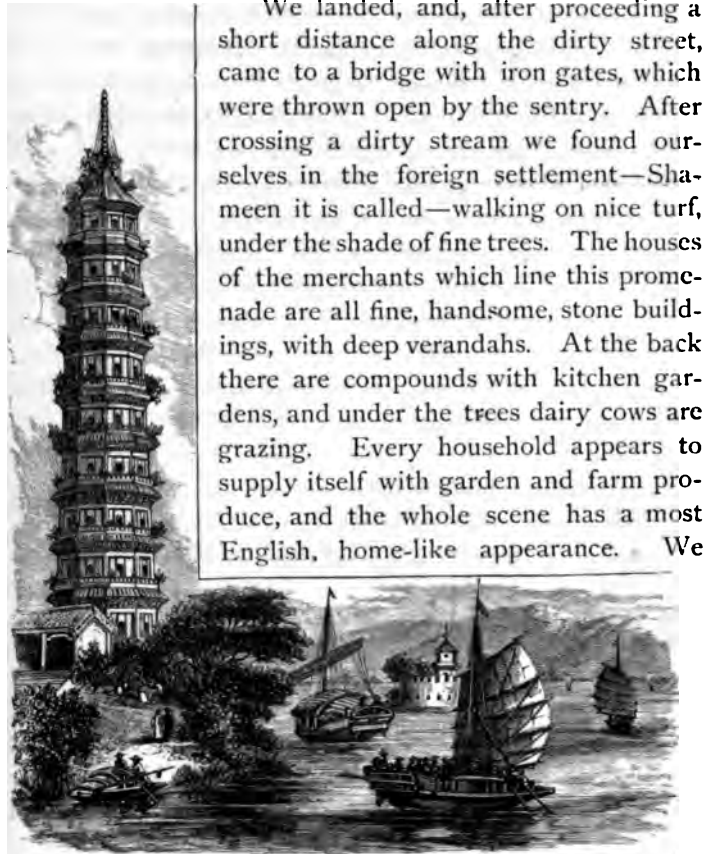 We landed, and, after proceeding a
short distance along the dirty street,
came to a bridge with iron gates, which
were thrown open by the sentry. After
crossing a dirty stream we found our-
selves in the foreign settlement—Sha-
meen it is called—walking on nice turf,
under the shade of fine trees. The houses
of the merchants which line this prome-
nade are all fine, handsome, stone build-
ings, with deep verandahs. At the back
there are compounds with kitchen gar-
dens, and under the trees dairy cows are
grazing. Every household appears to
supply itself with garden and farm pro-
duce, and the whole scene has a most
English, home-like appearance. We